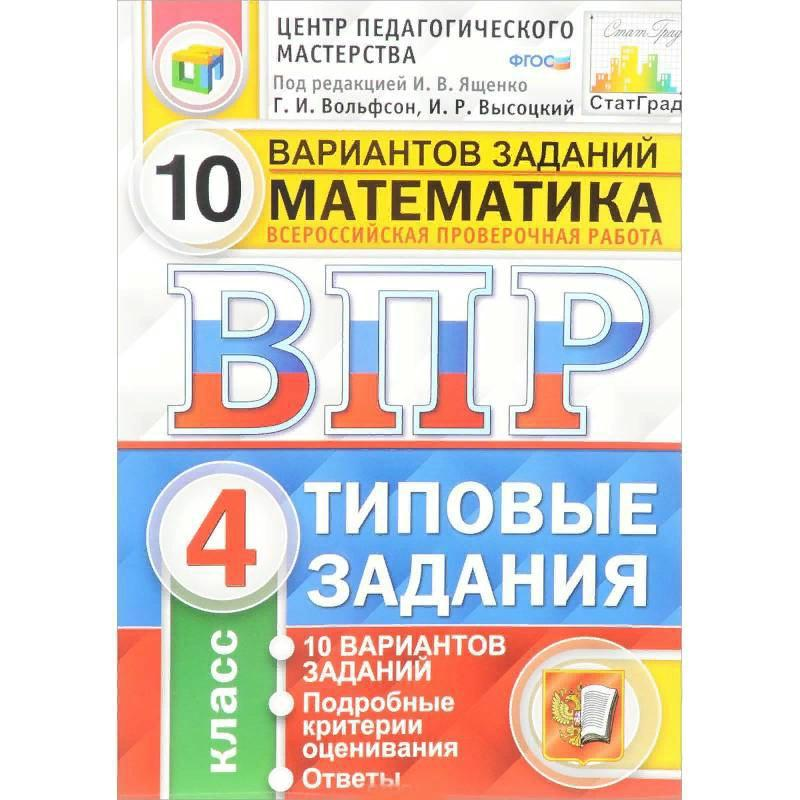 ЦЕНТР ПЕДАГОГИЧЕСКОГО
МАСТЕРСТВА
ФГОС
Под редакцией И. В. Ященко
Г. И. Вольфсон, И. Р. Высоцкий
СтатГрад
СтатГрад
10
ВАРИАНТОВ ЗАДАНИЙ
МАТЕМАТИКА
ВСЕРОССИЙСКАЯ ПРОВЕРОЧНАЯ РАБОТА
ВПР
4
класс
ТИПОВЫЕ
ЗАДАНИЯ
10 ВАРИАНТОВ
ЗАДАНИЙ
Подробные
критерии
оценивания
Ответы